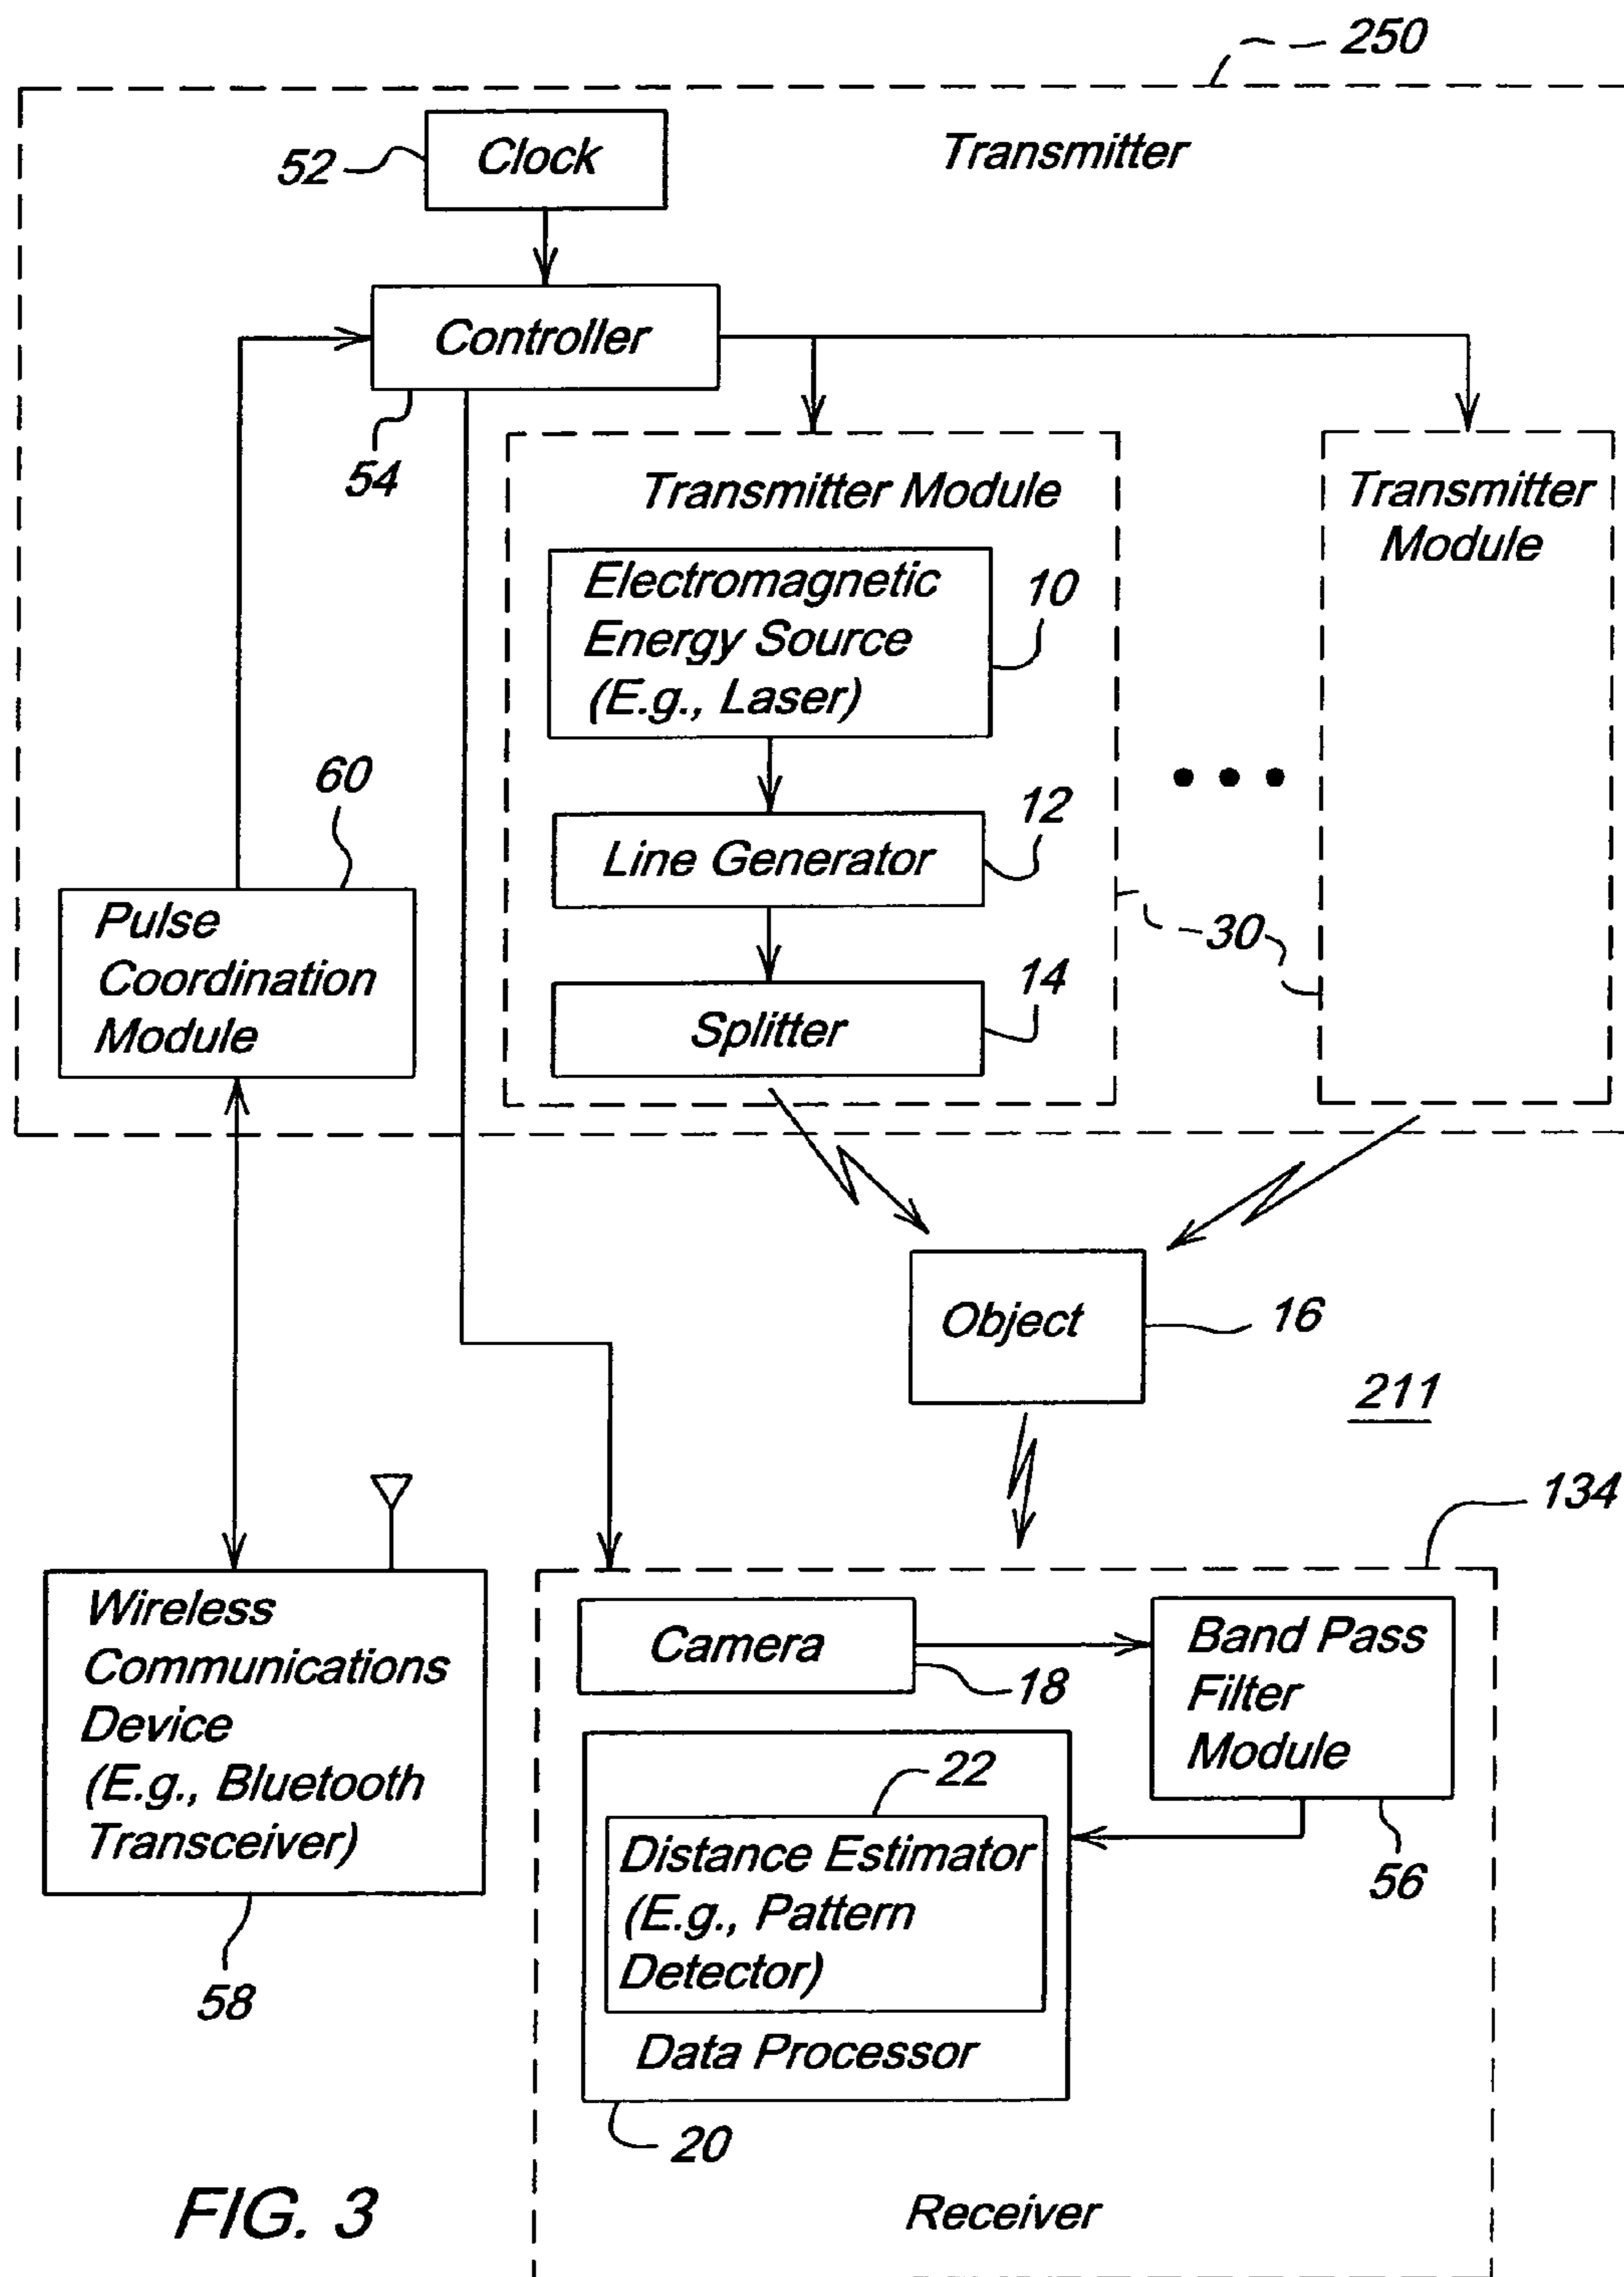 250
Transmitter
52
Clock
Controller
54
Transmitter Module
Electromagnetic
Energy Source
(E.g., Laser)
10
Line Generator
12
Splitter
14
Transmitter
Module
30
60
Pulse
Coordination
Module
Object
16
211
134
Wireless
Communications
Device
(E.g., Bluetooth
Transceiver)
58
Camera
18
Band Pass
Filter
Module
56
22
Distance Estimator
(E.g., Pattern
Detector)
Data Processor
20
Receiver
FIG. 3